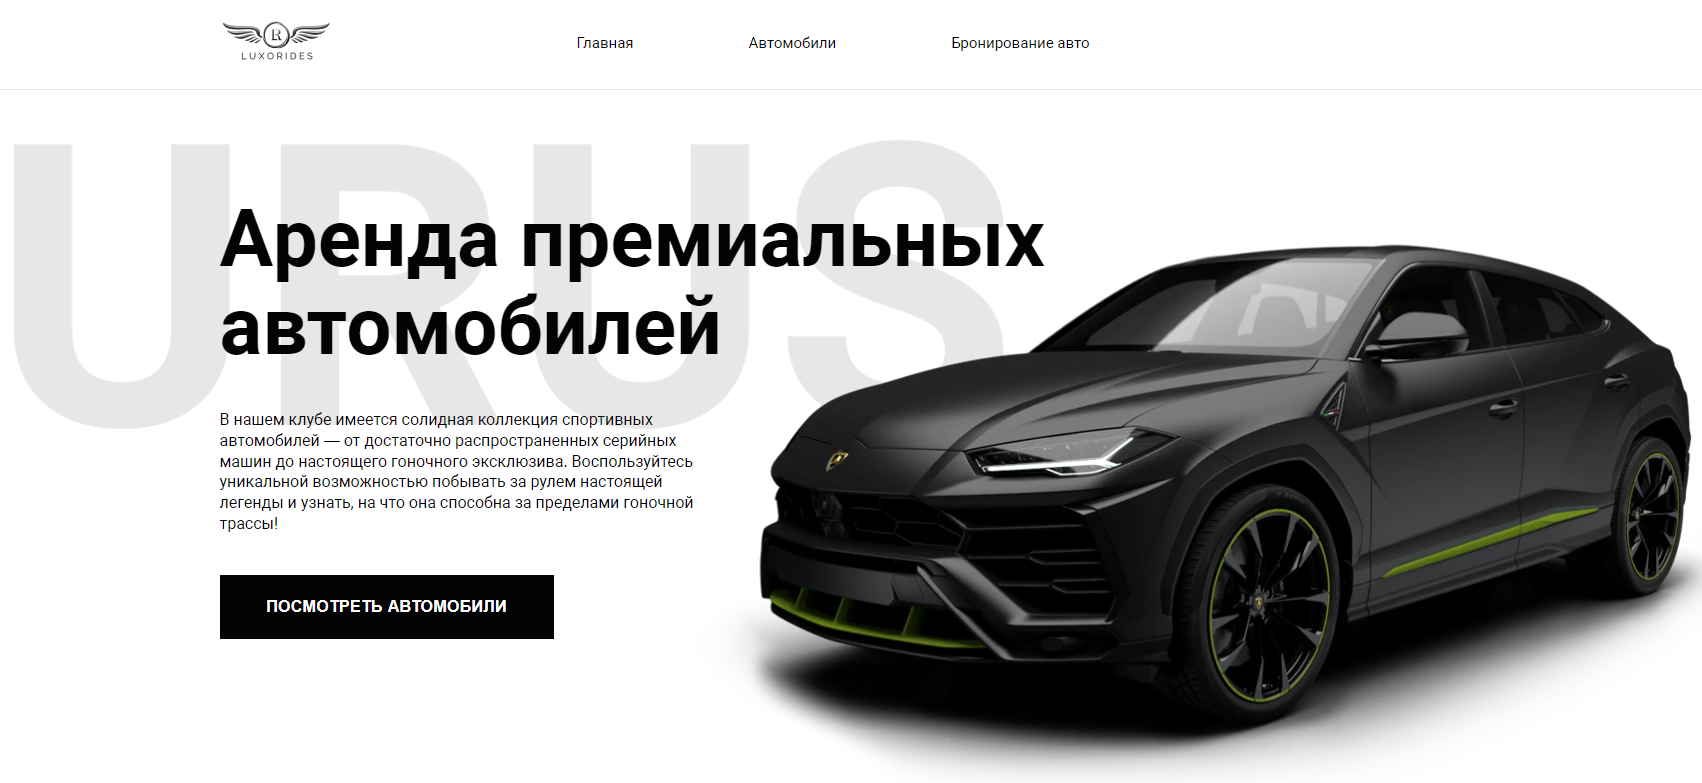 LR
LUXORIDES
Главная
Автомобили
Бронирование авто
URUS
Аренда премиальных
автомобилей
В нашем клубе имеется солидная коллекция спортивных
автомобилей — от достаточно распространенных серийных
машин до настоящего гоночного эксклюзива. Воспользуйтесь
уникальной возможностью побывать за рулем настоящей
легенды и узнать, на что она способна за пределами гоночной
трассы!
ПОСМОТРЕТЬ АВТОМОБИЛИ